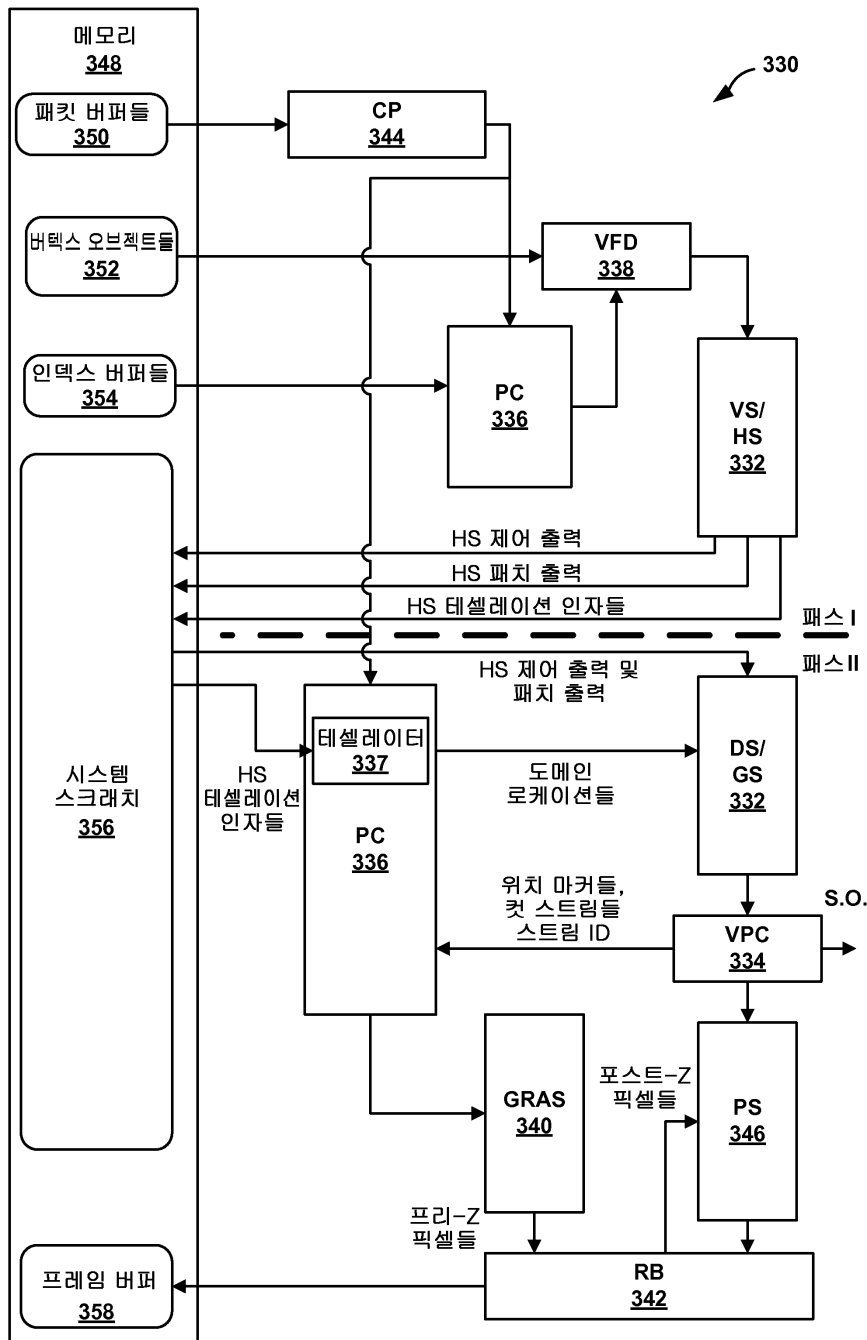 메모리
348
330
패킷 버퍼들
350
CP
344
버텍스 오브젝트들
352
VFD
338
인덱스 버퍼들
354
PC
336
VS/
HS
332
HS 제어 출력
HS 패치 출력
HS 테셀레이션 인자들
패스 I
패스 II
HS 제어 출력 및
패치 출력
시스템
스크래치
356
HS
테셀레이션
인자들
테셀레이터
337
PC
336
도메인
로케이션들
DS/
GS
332
위치 마커들,
컷 스트림들
스트림 ID
S.O.
VPC
334
GRAS
340
포스트-Z
픽셀들
PS
346
프리-Z
픽셀들
프레임 버퍼
358
RB
342